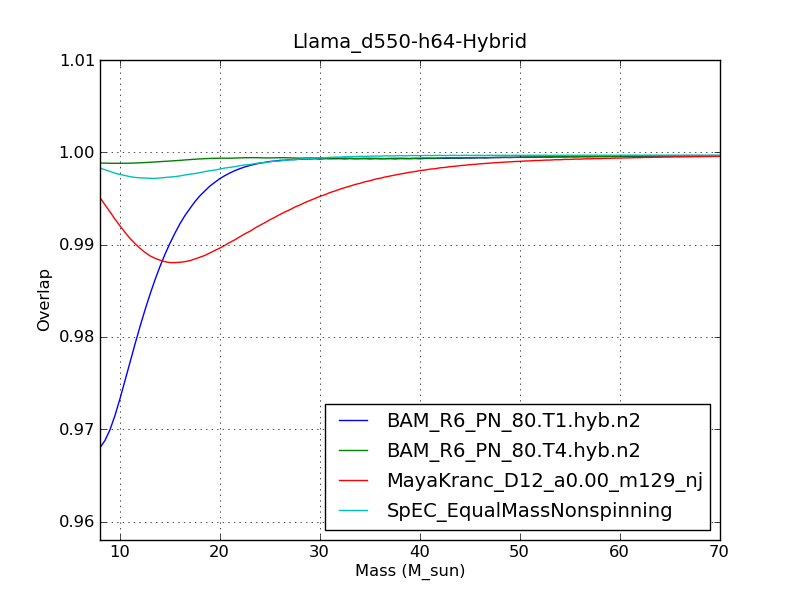 Llama_d550-h64-Hybrid
1.01
1.00
0.99
0.98
0.97
0.96
Overlap
BAM_R6_PN_80.T1.hyb.n2
BAM_R6_PN_80.T4.hyb.n2
MayaKranc_D12_a0.00_m129_nj
SpEC_EqualMassNonspinning
10 20 30 40 50 60 70
Mass (M_sun)